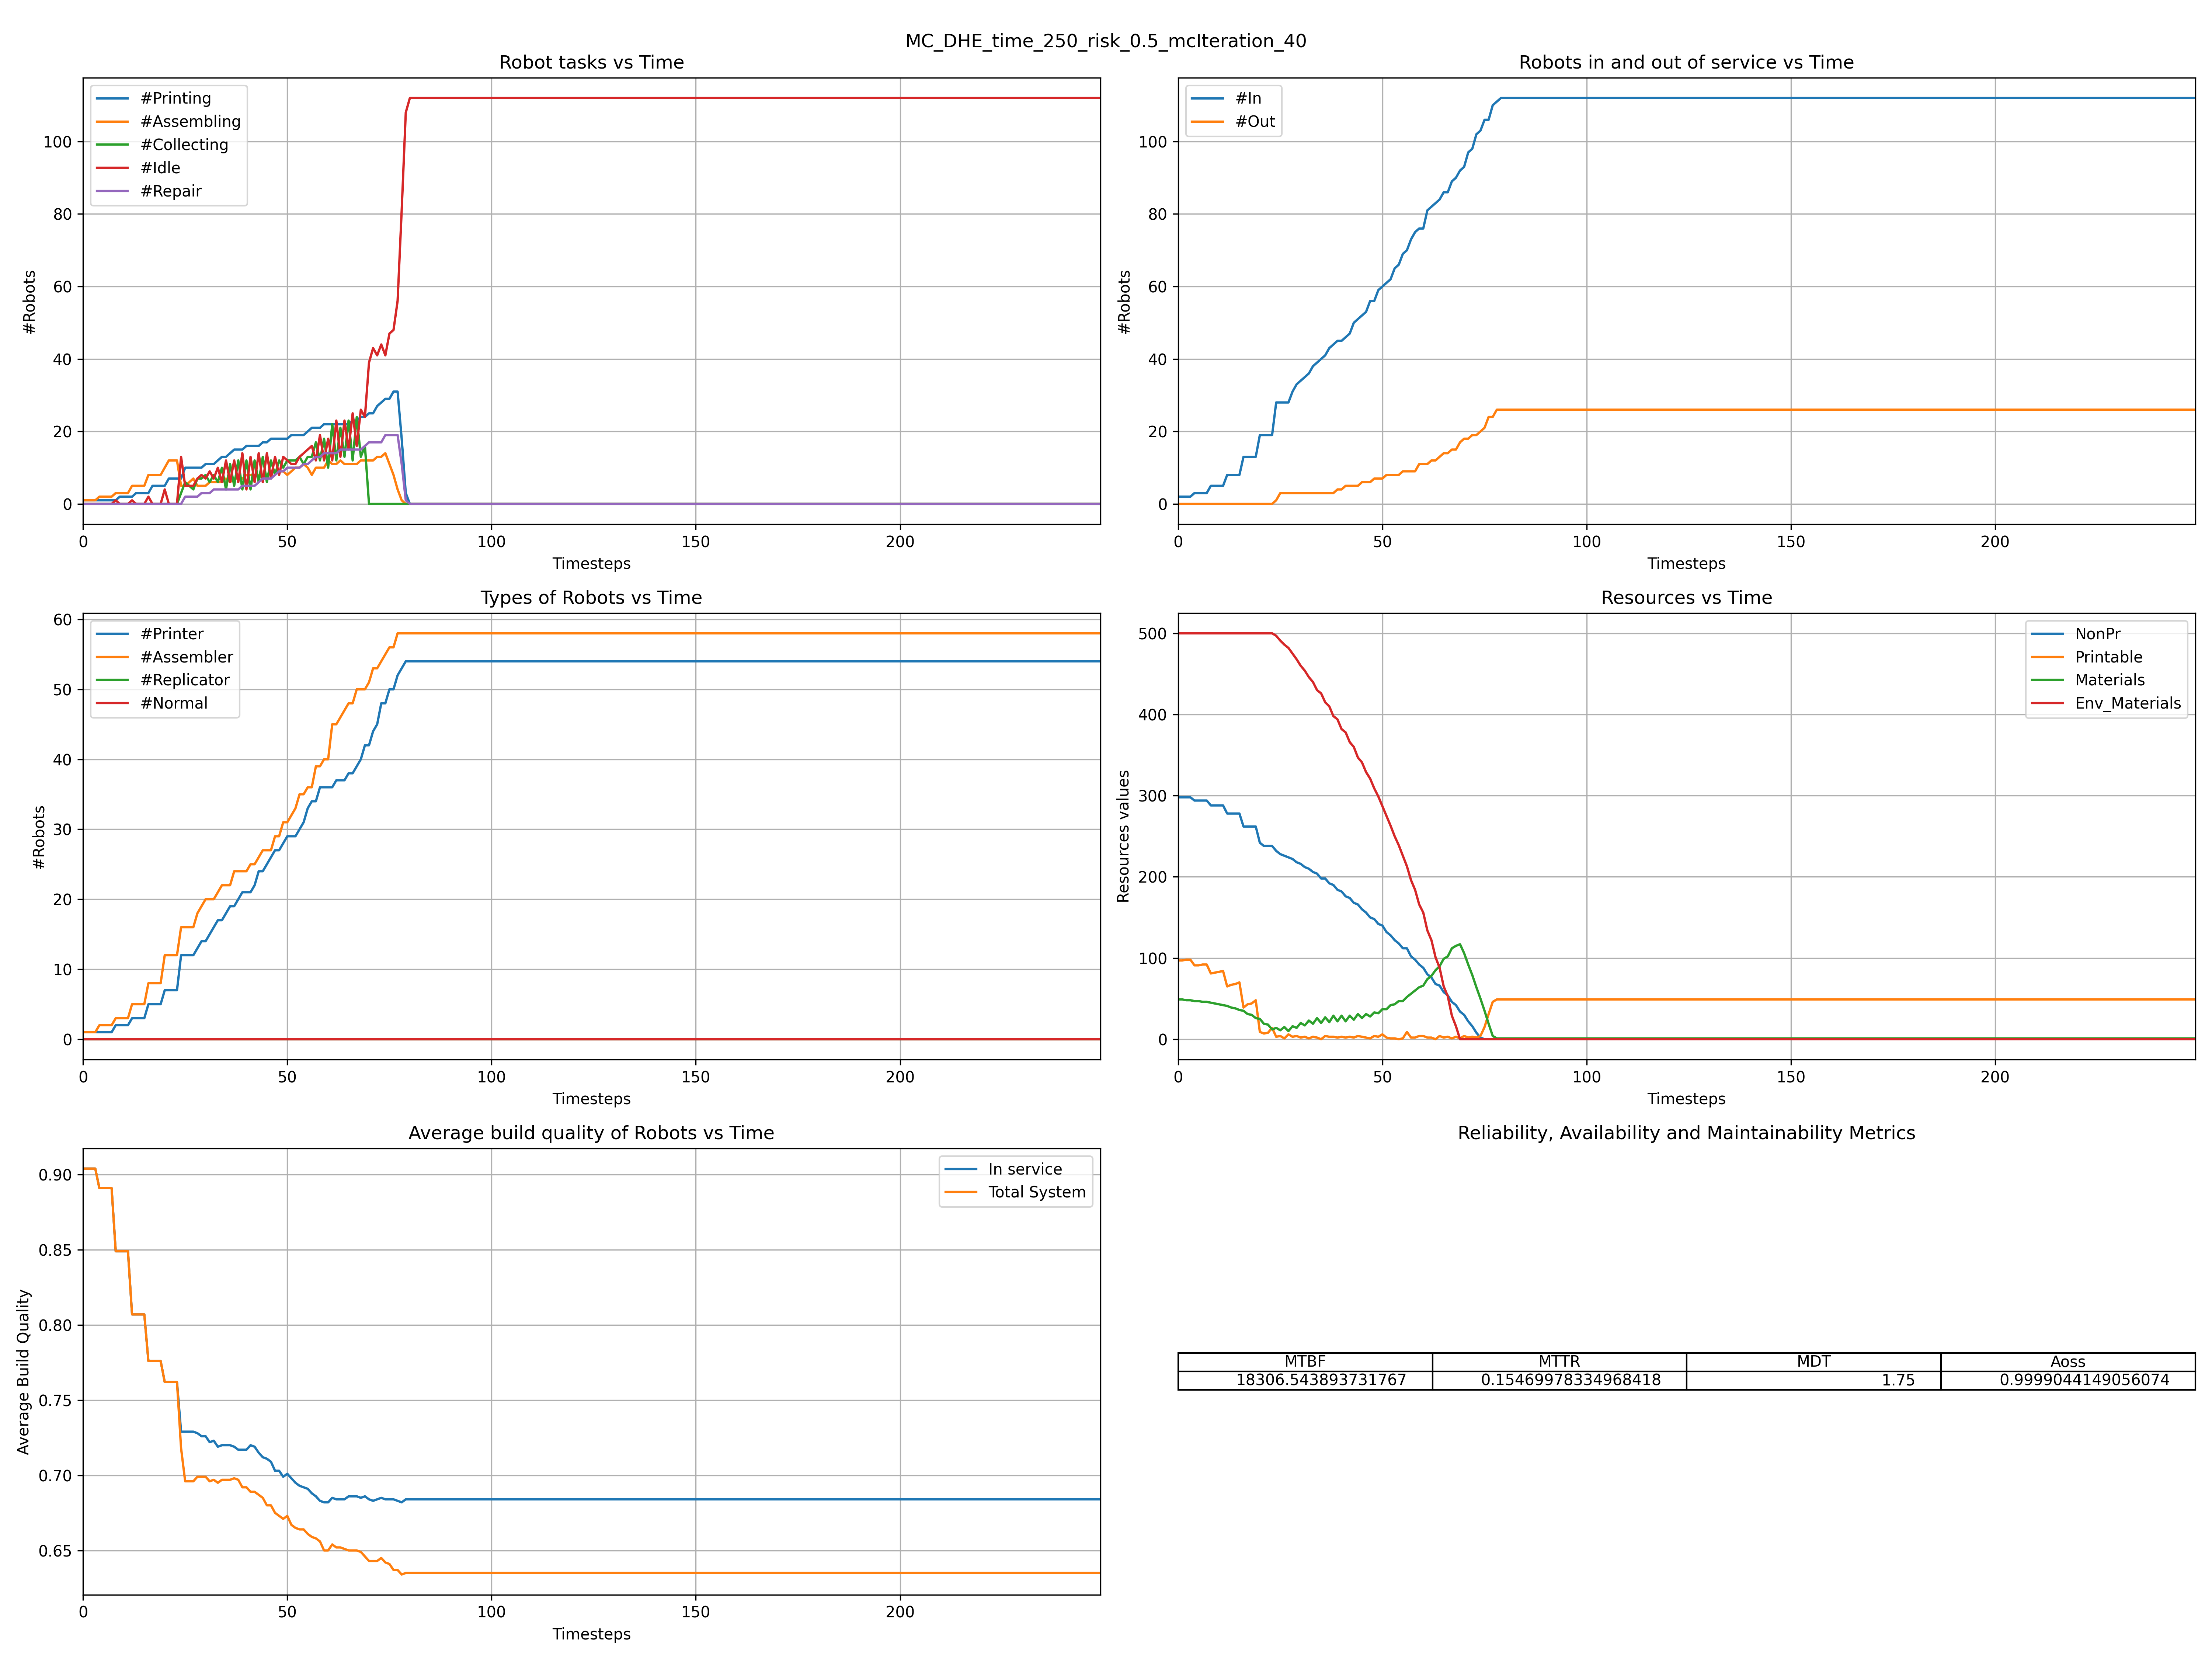 MC_DHE_time_250_risk_0.5_mcIteration_40
Robot tasks vs Time
#Printing
#Assembling
#Collecting
#Idle
#Repair
#Robots
100
80
60
40
20
0
0 50 100 150 200
Timesteps
Robots in and out of service vs Time
#In
#Out
#Robots
100
80
60
40
20
0
0 50 100 150 200
Timesteps
Types of Robots vs Time
#Printer
#Assembler
#Replicator
#Normal
#Robots
60
50
40
30
20
10
0
0 50 100 150 200
Timesteps
Resources vs Time
NonPr
Printable
Materials
Env_Materials
Resources values
500
400
300
200
100
0
0 50 100 150 200
Timesteps
Average build quality of Robots vs Time
In service
Total System
Average Build Quality
0.90
0.85
0.80
0.75
0.70
0.65
0 50 100 150 200
Timesteps
Reliability, Availability and Maintainability Metrics
MTBF MTTR MDT Aoss
18306.543893731767 0.15469978334968418 1.75 0.9999044149056074